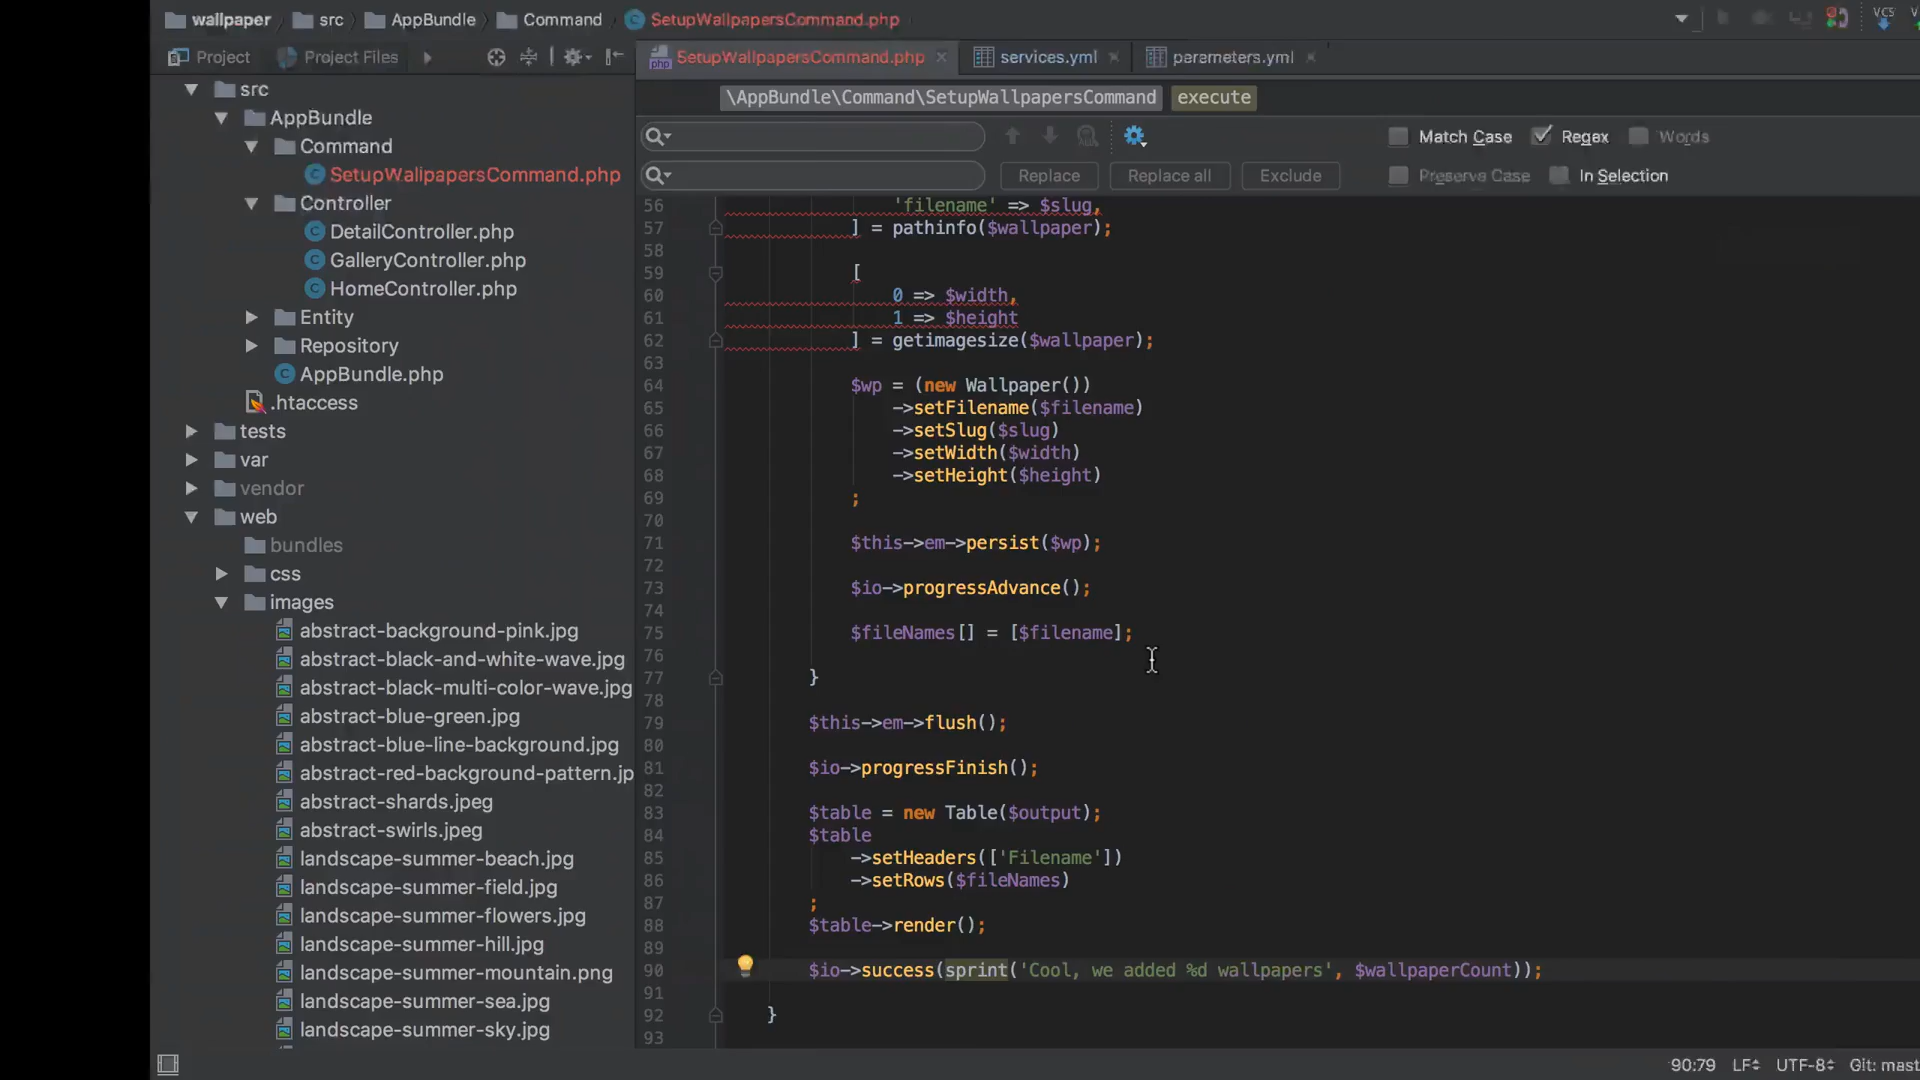 wallpaper src AppBundle Command SetupWallpapersCommand.php
VCS
Project Project Files
SetupWallpapersCommand.php services.yml peremeters.yml
\AppBundle\Command\SetupWallpapersCommand execute
Match Case Regex Words
Replace Replace all Exclude Preserve Case In Selection
src
AppBundle
Command
SetupWallpapersCommand.php
Controller
DetailController.php
GalleryController.php
HomeController.php
Entity
Repository
AppBundle.php
.htaccess
tests
var
vendor
web
bundles
css
images
abstract-background-pink.jpg
abstract-black-and-white-wave.jpg
abstract-black-multi-color-wave.jpg
abstract-blue-green.jpg
abstract-blue-line-background.jpg
abstract-red-background-pattern.jp
abstract-shards.jpeg
abstract-swirls.jpeg
landscape-summer-beach.jpg
landscape-summer-field.jpg
landscape-summer-flowers.jpg
landscape-summer-hill.jpg
landscape-summer-mountain.png
landscape-summer-sea.jpg
landscape-summer-sky.jpg
56 'filename' => $slug,
57 ] = pathinfo($wallpaper);
58
59 [
60 0 => $width,
61 1 => $height
62 ] = getimagesize($wallpaper);
63
64 $wp = (new Wallpaper())
65 ->setFilename($filename)
66 ->setSlug($slug)
67 ->setWidth($width)
68 ->setHeight($height)
69 ;
70
71 $this->em->persist($wp);
72
73 $io->progressAdvance();
74
75 $fileNames[] = [$filename];
76
77 }
78
79 $this->em->flush();
80
81 $io->progressFinish();
82
83 $table = new Table($output);
84 $table
85 ->setHeaders(['Filename'])
86 ->setRows($fileNames)
87 ;
88 $table->render();
89
90 $io->success(sprint('Cool, we added %d wallpapers', $wallpaperCount));
91
92 }
93
90:79 LF UTF-8 Git: mast